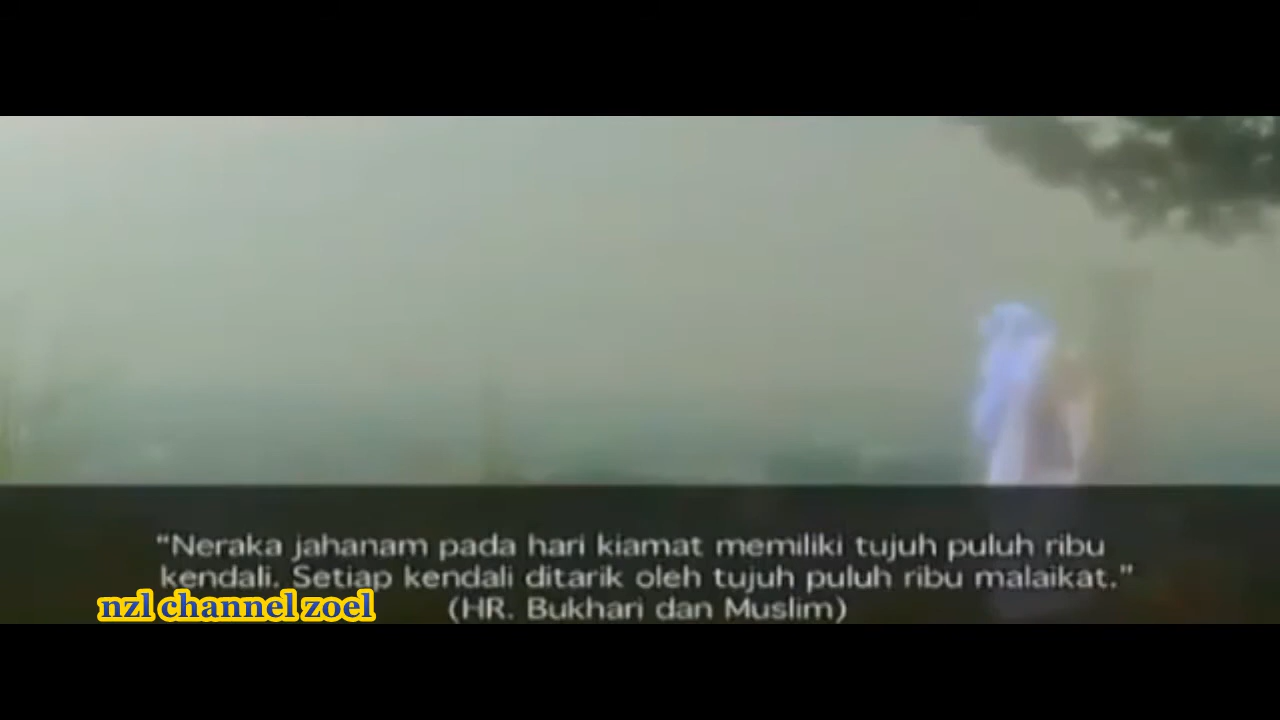 “Neraka jahanam pada hari kiamat memiliki tujuh puluh ribu
kendali. Setiap kendali ditarik oleh tujuh puluh ribu malaikat.”
(HR. Bukhari dan Muslim)
nzl channel zoel